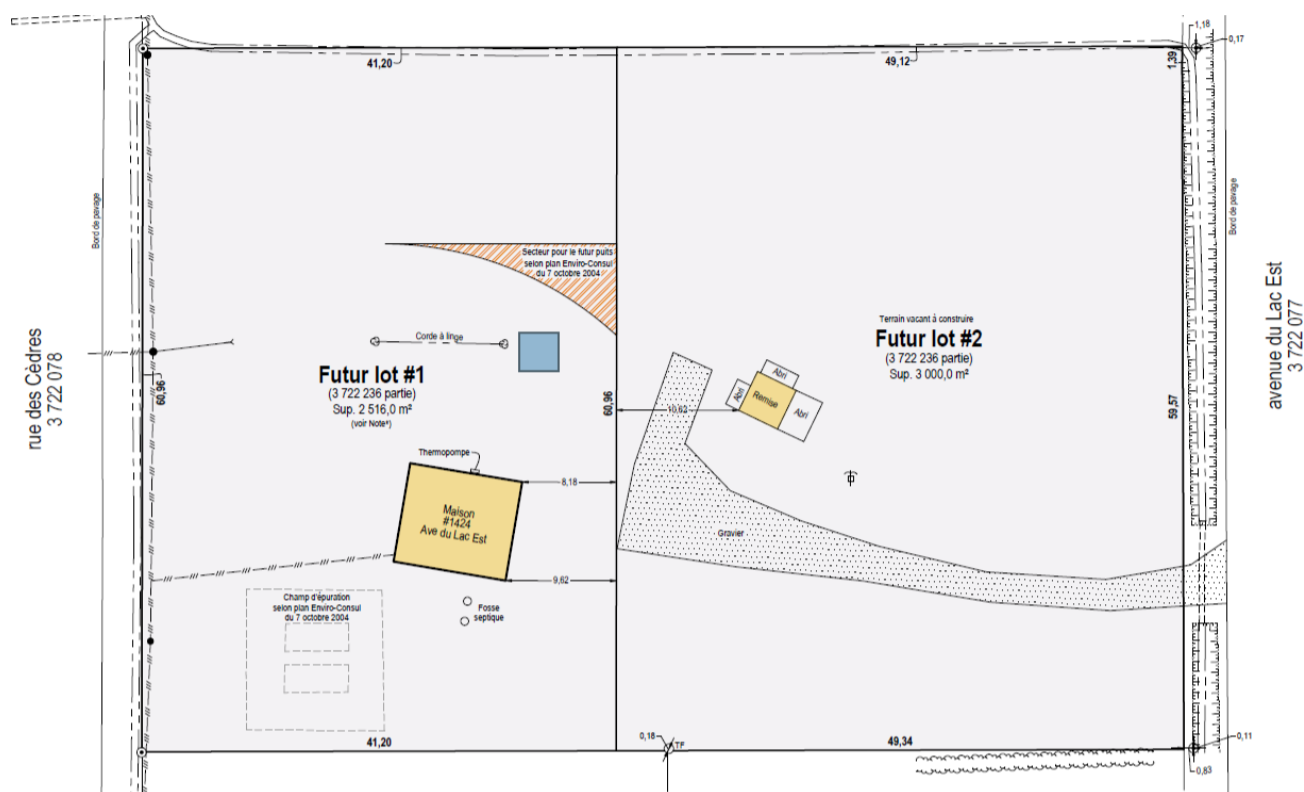 1,18
0,17
41,20
49,12
1,39
Bord de pavage
Bord de pavage
Secteur pour le futur puits
selon plan Enviro-Consul
du 7 octobre 2004
rue des Cèdres
3 722 078
avenue du Lac Est
3 722 077
Corde à linge
Terrain vacant à construire
Futur lot #2
(3 722 236 partie)
Sup. 3 000,0 m²
Futur lot #1
(3 722 236 partie)
Sup. 2 516,0 m²
(voir Note*)
60,96
60,96
10,62
Abri
Abri
Remise
Abri
59,57
Thermopompe
8,18
Maison
#1424
Ave du Lac Est
Gravier
9,62
Champ d'épuration
selon plan Enviro-Consul
du 7 octobre 2004
Fosse
septique
41,20
0,18
TF
49,34
0,11
0,83